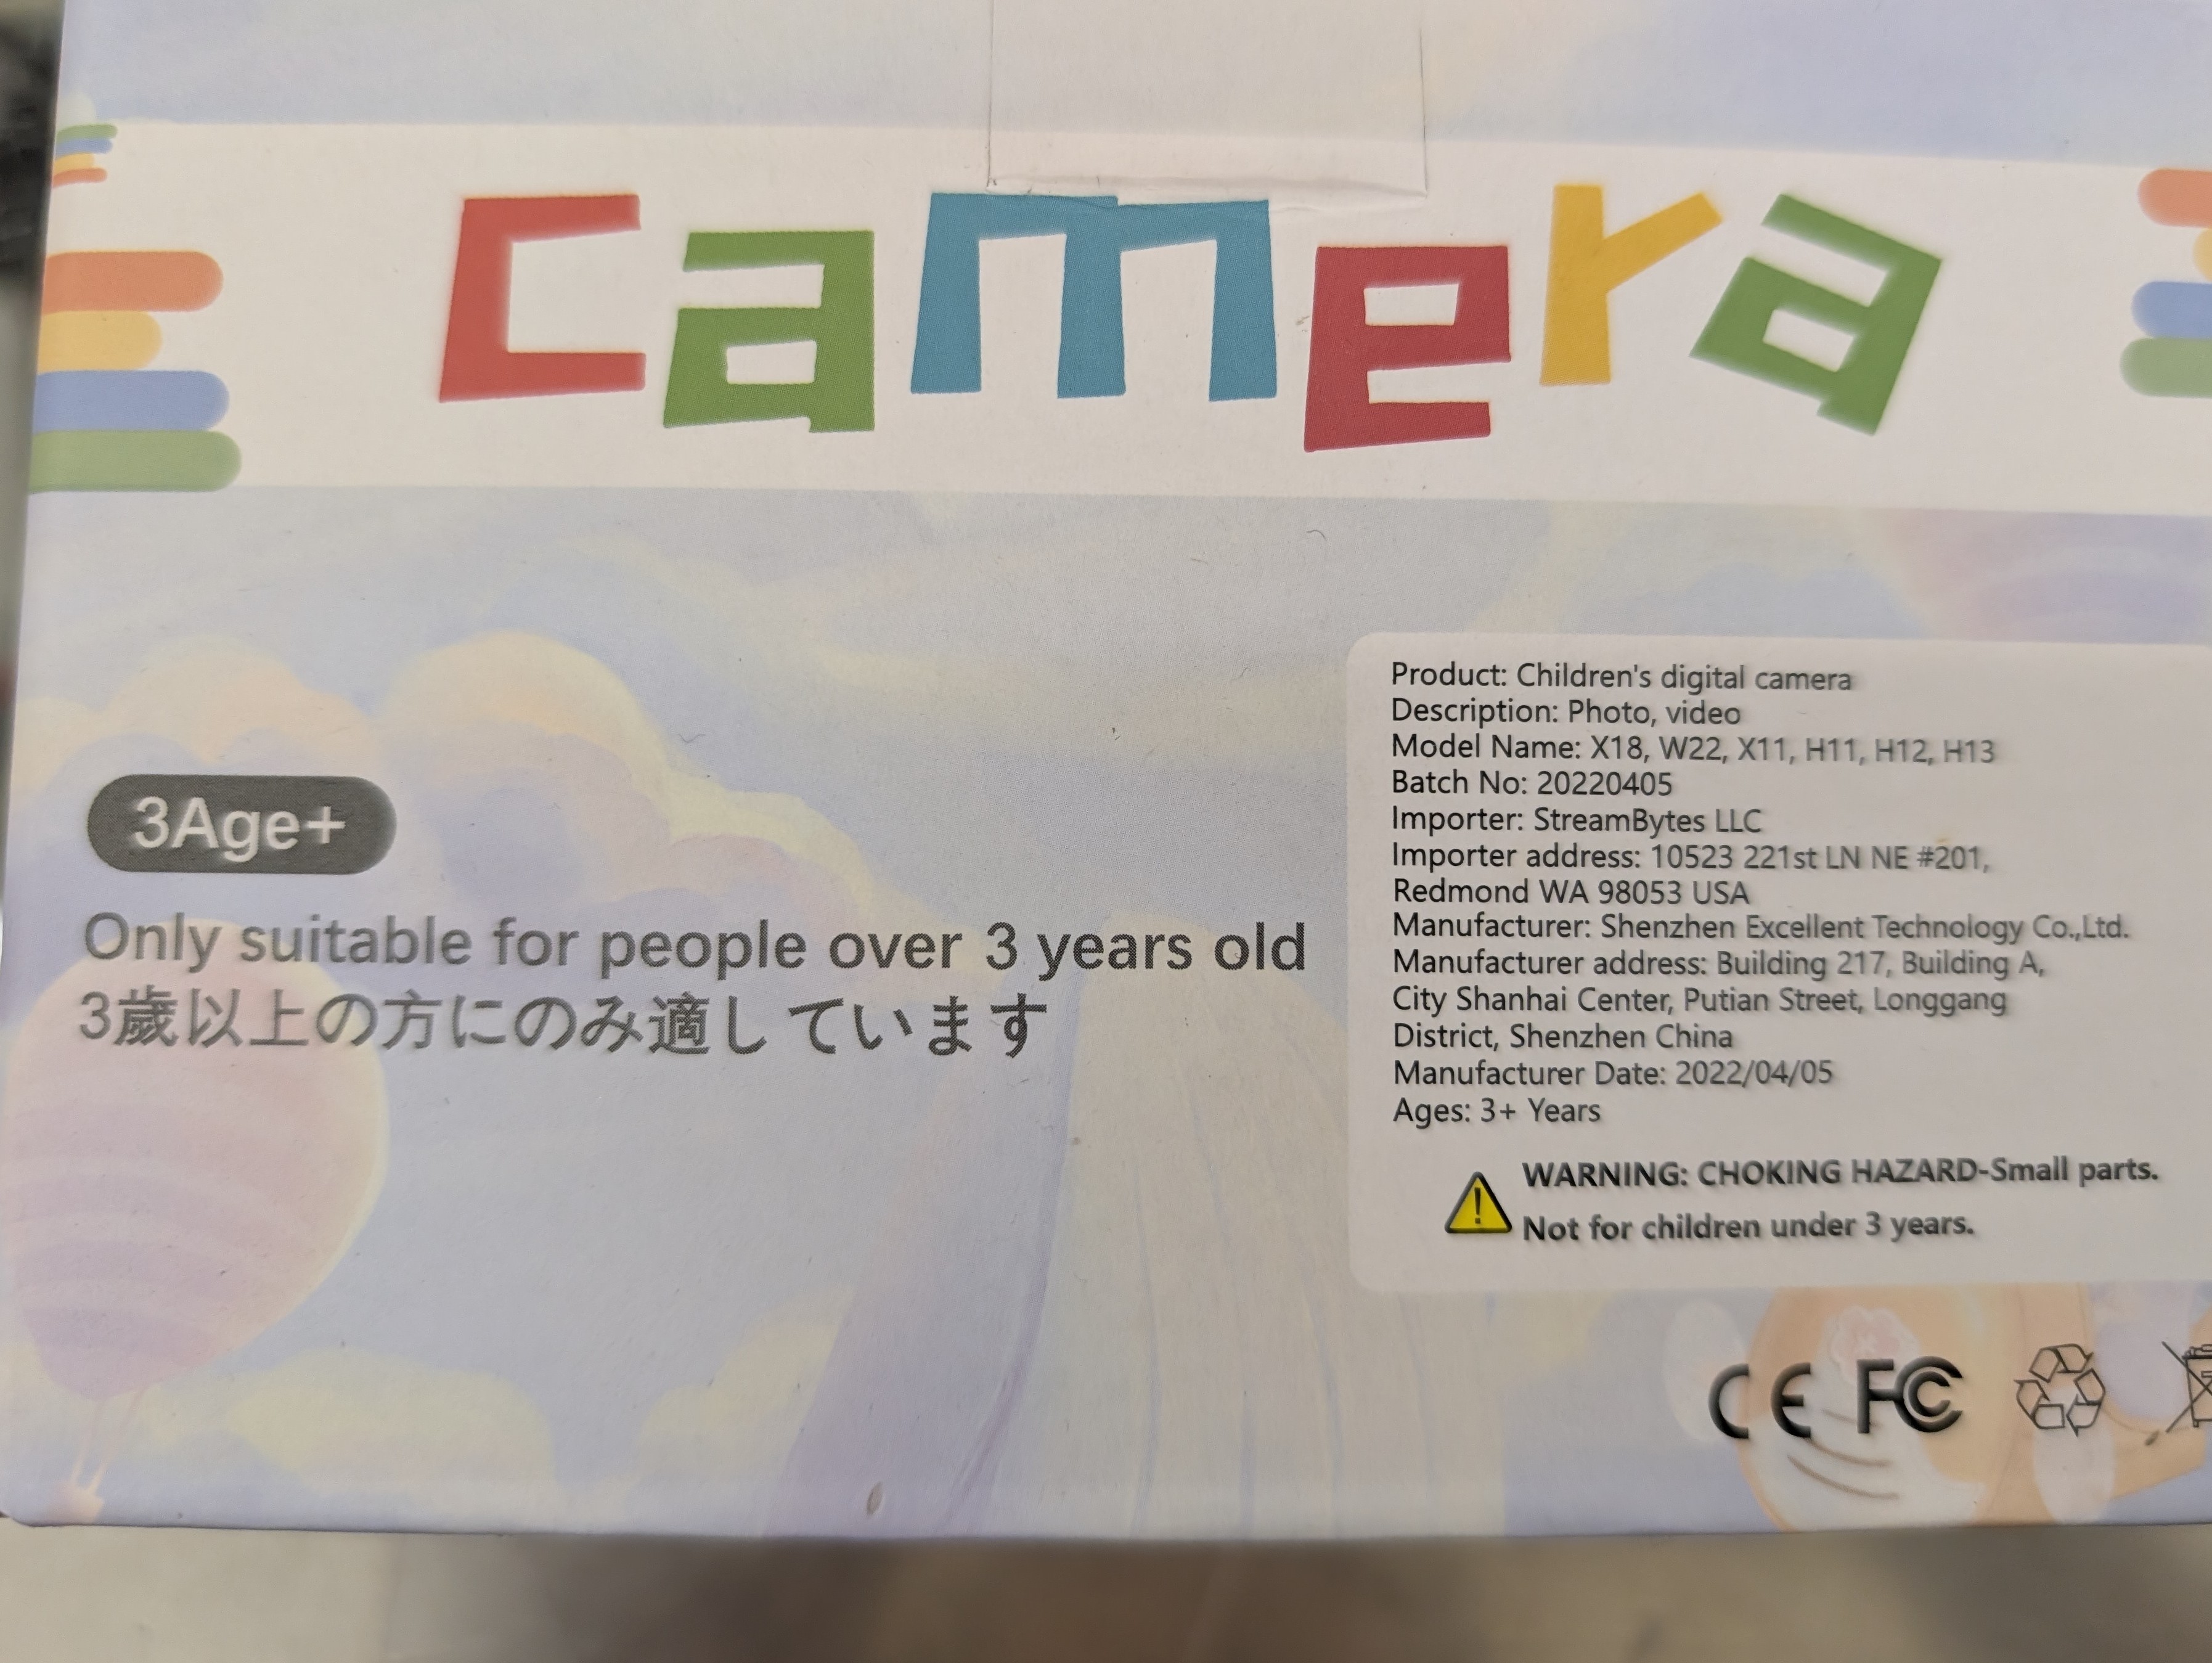 camera
3Age+
Only suitable for people over 3 years old
3歳以上の方にのみ適しています
Product: Children's digital camera
Description: Photo, video
Model Name: X18, W22, X11, H11, H12, H13
Batch No: 20220405
Importer: StreamBytes LLC
Importer address: 10523 221st LN NE #201,
Redmond WA 98053 USA
Manufacturer: Shenzhen Excellent Technology Co.,Ltd.
Manufacturer address: Building 217, Building A,
City Shanhai Center, Putian Street, Longgang
District, Shenzhen China
Manufacturer Date: 2022/04/05
Ages: 3+ Years
WARNING: CHOKING HAZARD-Small parts.
Not for children under 3 years.
CE FC